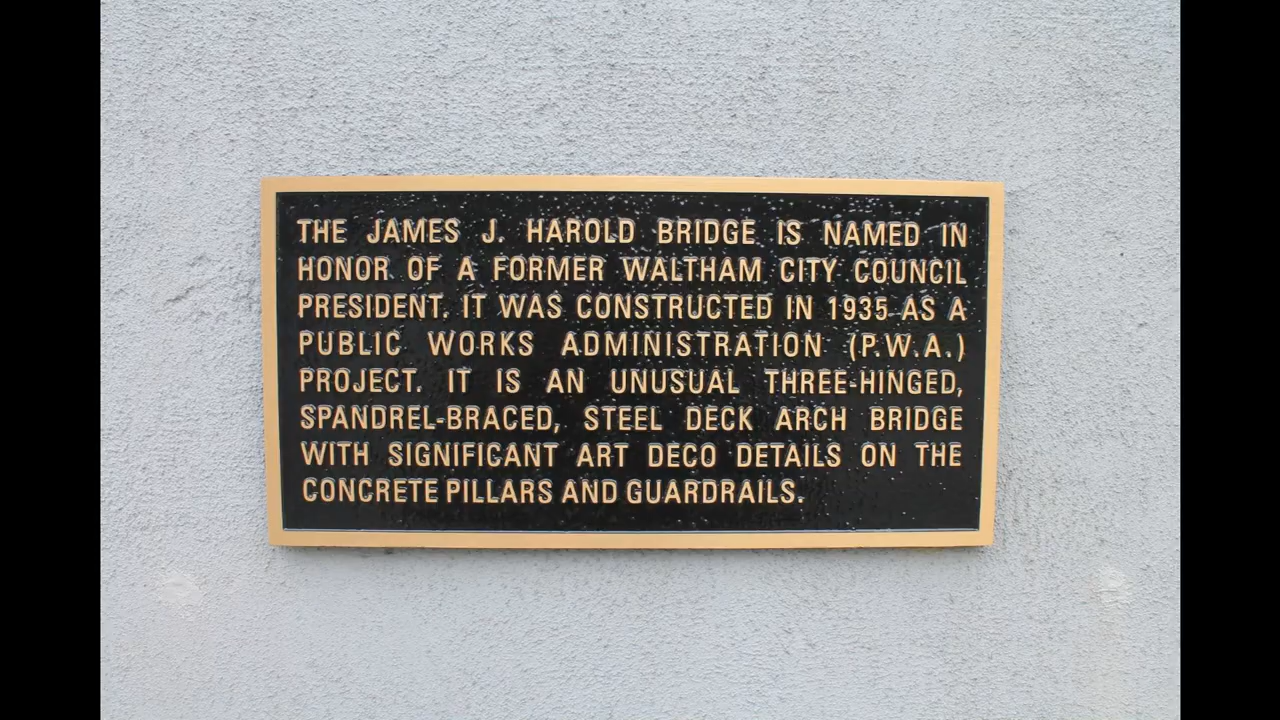 THE JAMES J. HAROLD BRIDGE IS NAMED IN
HONOR OF A FORMER WALTHAM CITY COUNCIL
PRESIDENT. IT WAS CONSTRUCTED IN 1935 AS A
PUBLIC WORKS ADMINISTRATION (P.W.A.)
PROJECT. IT IS AN UNUSUAL THREE-HINGED,
SPANDREL-BRACED, STEEL DECK ARCH BRIDGE
WITH SIGNIFICANT ART DECO DETAILS ON THE
CONCRETE PILLARS AND GUARDRAILS.